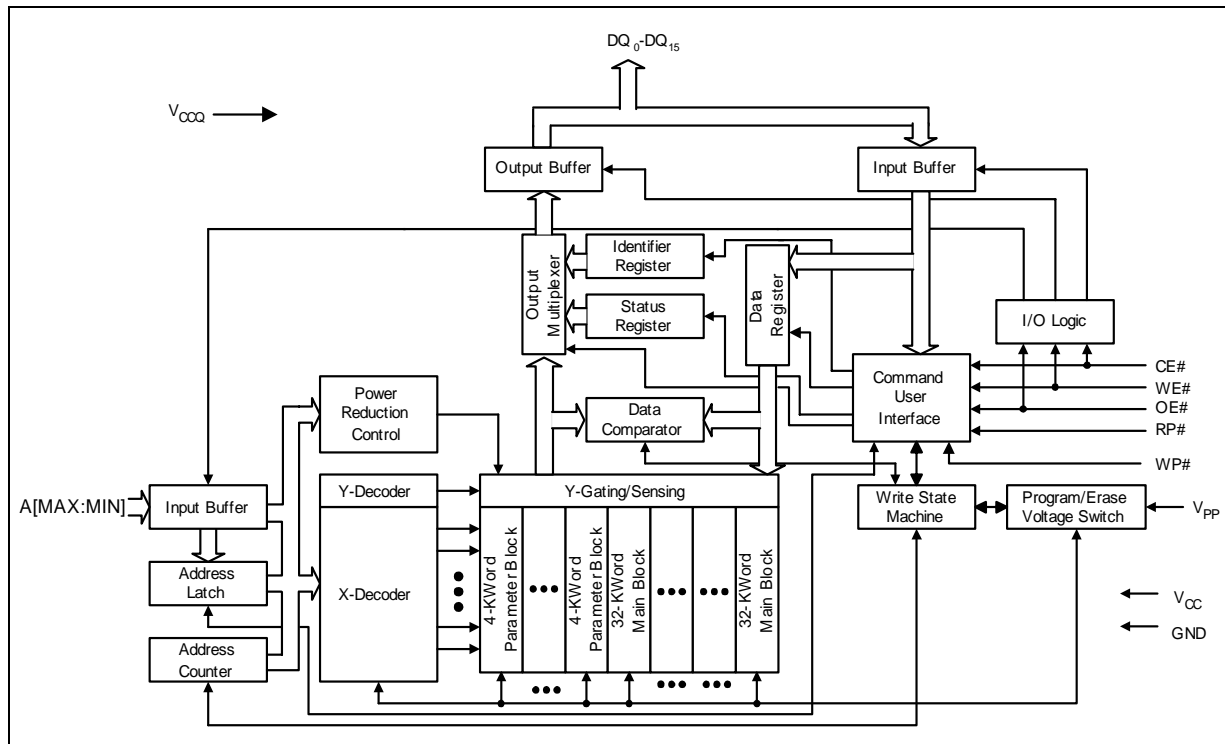 DQ0-DQ15
VCCQ
Output Buffer
Input Buffer
Output
Multiplexer
Identifier
Register
Status
Register
Data
Register
I/O Logic
CE#
WE#
OE#
RP#
WP#
Command
User
Interface
Power
Reduction
Control
Data
Comparator
A[MAX:MIN]
Input Buffer
Y-Decoder
Y-Gating/Sensing
Write State
Machine
Program/Erase
Voltage Switch
VPP
Address
Latch
X-Decoder
4-KWord
Parameter Block
4-KWord
Parameter Block
32-KWord
Main Block
32-KWord
Main Block
VCC
GND
Address
Counter